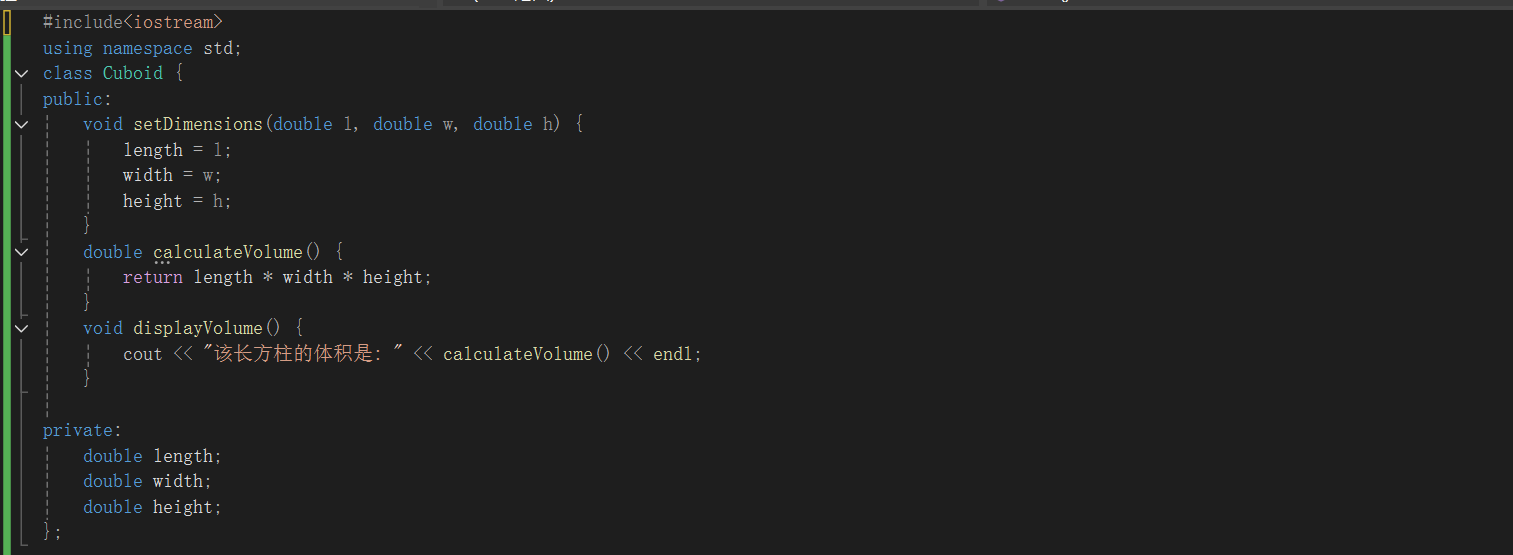 #include<iostream>
using namespace std;
class Cuboid {
public:
    void setDimensions(double l, double w, double h) {
        length = l;
        width = w;
        height = h;
    }
    double calculateVolume() {
        return length * width * height;
    }
    void displayVolume() {
        cout << "该长方柱的体积是: " << calculateVolume() << endl;
    }
private:
    double length;
    double width;
    double height;
};